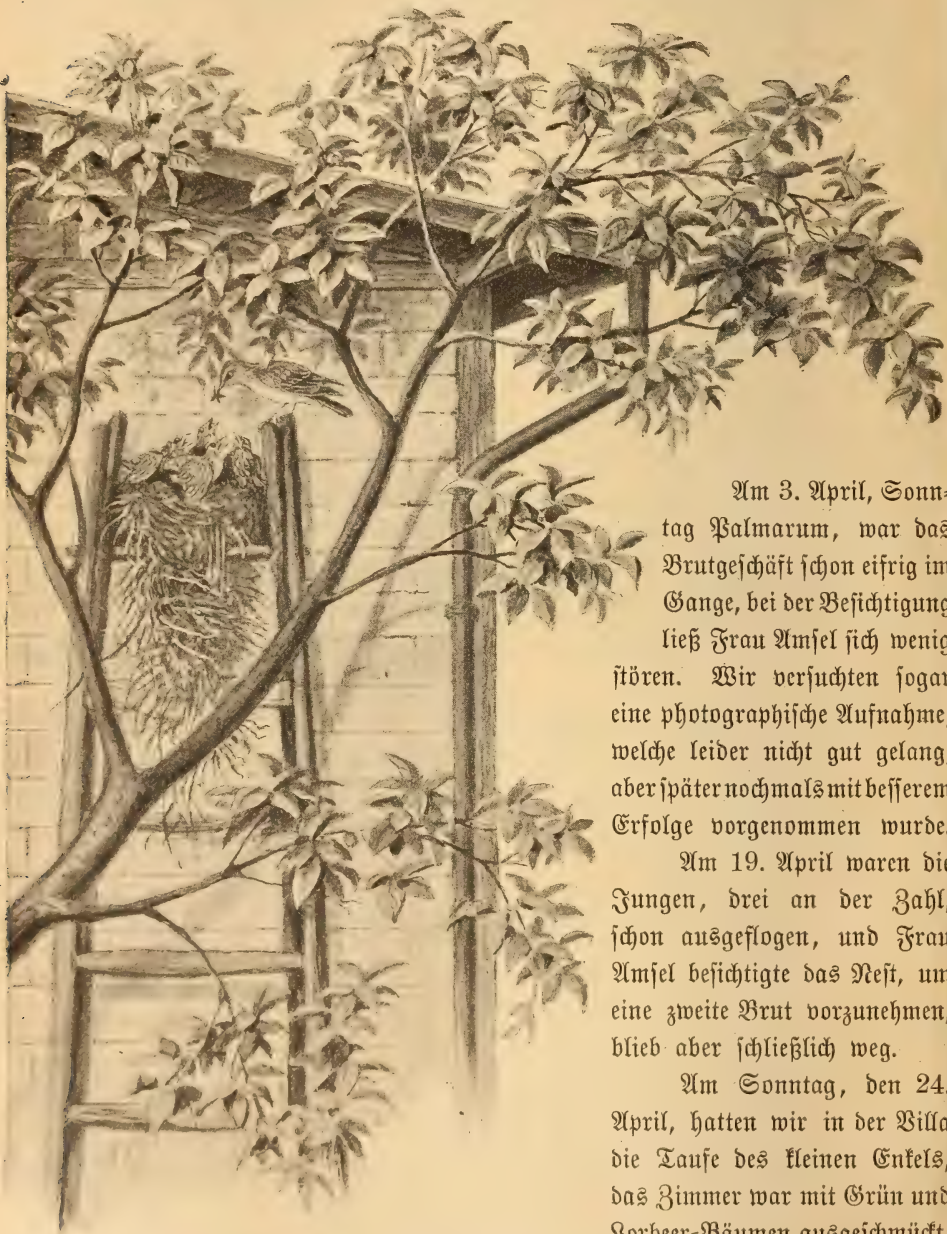 Am 3. April, Sonn=
tag Palmarum, war das
Brutgeschäft schon eifrig im
Gange, bei der Besichtigung
ließ Frau Amsel sich wenig
stören. Wir versuchten sogar
eine photographische Aufnahme,
welche leider nicht gut gelang,
aber später nochmals mit besserem
Erfolge vorgenommen wurde.
Am 19. April waren die
Jungen, drei an der Zahl,
schon ausgeflogen, und Frau
Amsel besichtigte das Nest, um
eine zweite Brut vorzunehmen,
blieb aber schließlich weg.
Am Sonntag, den 24.
April, hatten wir in der Villa
die Taufe des kleinen Enkels,
das Zimmer war mit Grün und
Lorbeer=Bäumen ausgeschmückt,